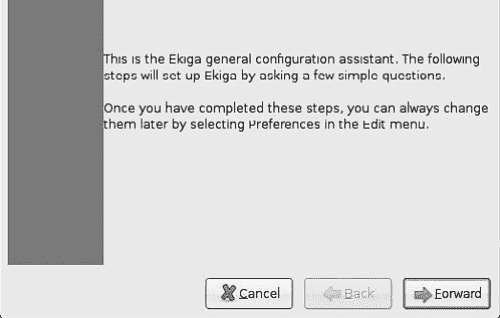 This is the Ekiga general configuration assistant. The following
steps will set up Ekiga by asking a few simple questions.
Once you have completed these steps, you can always change
them later by selecting Preferences in the Edit menu.
Cancel
Back
Forward